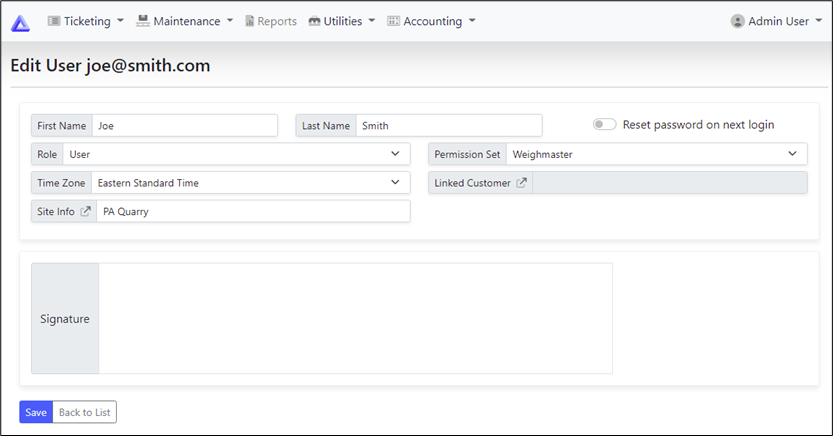 Ticketing Maintenance Reports Utilities Accounting Admin User
Edit User joe@smith.com
First Name Joe Last Name Smith Reset password on next login
Role User Permission Set Weighmaster
Time Zone Eastern Standard Time Linked Customer
Site Info PA Quarry
Signature
Save Back to List